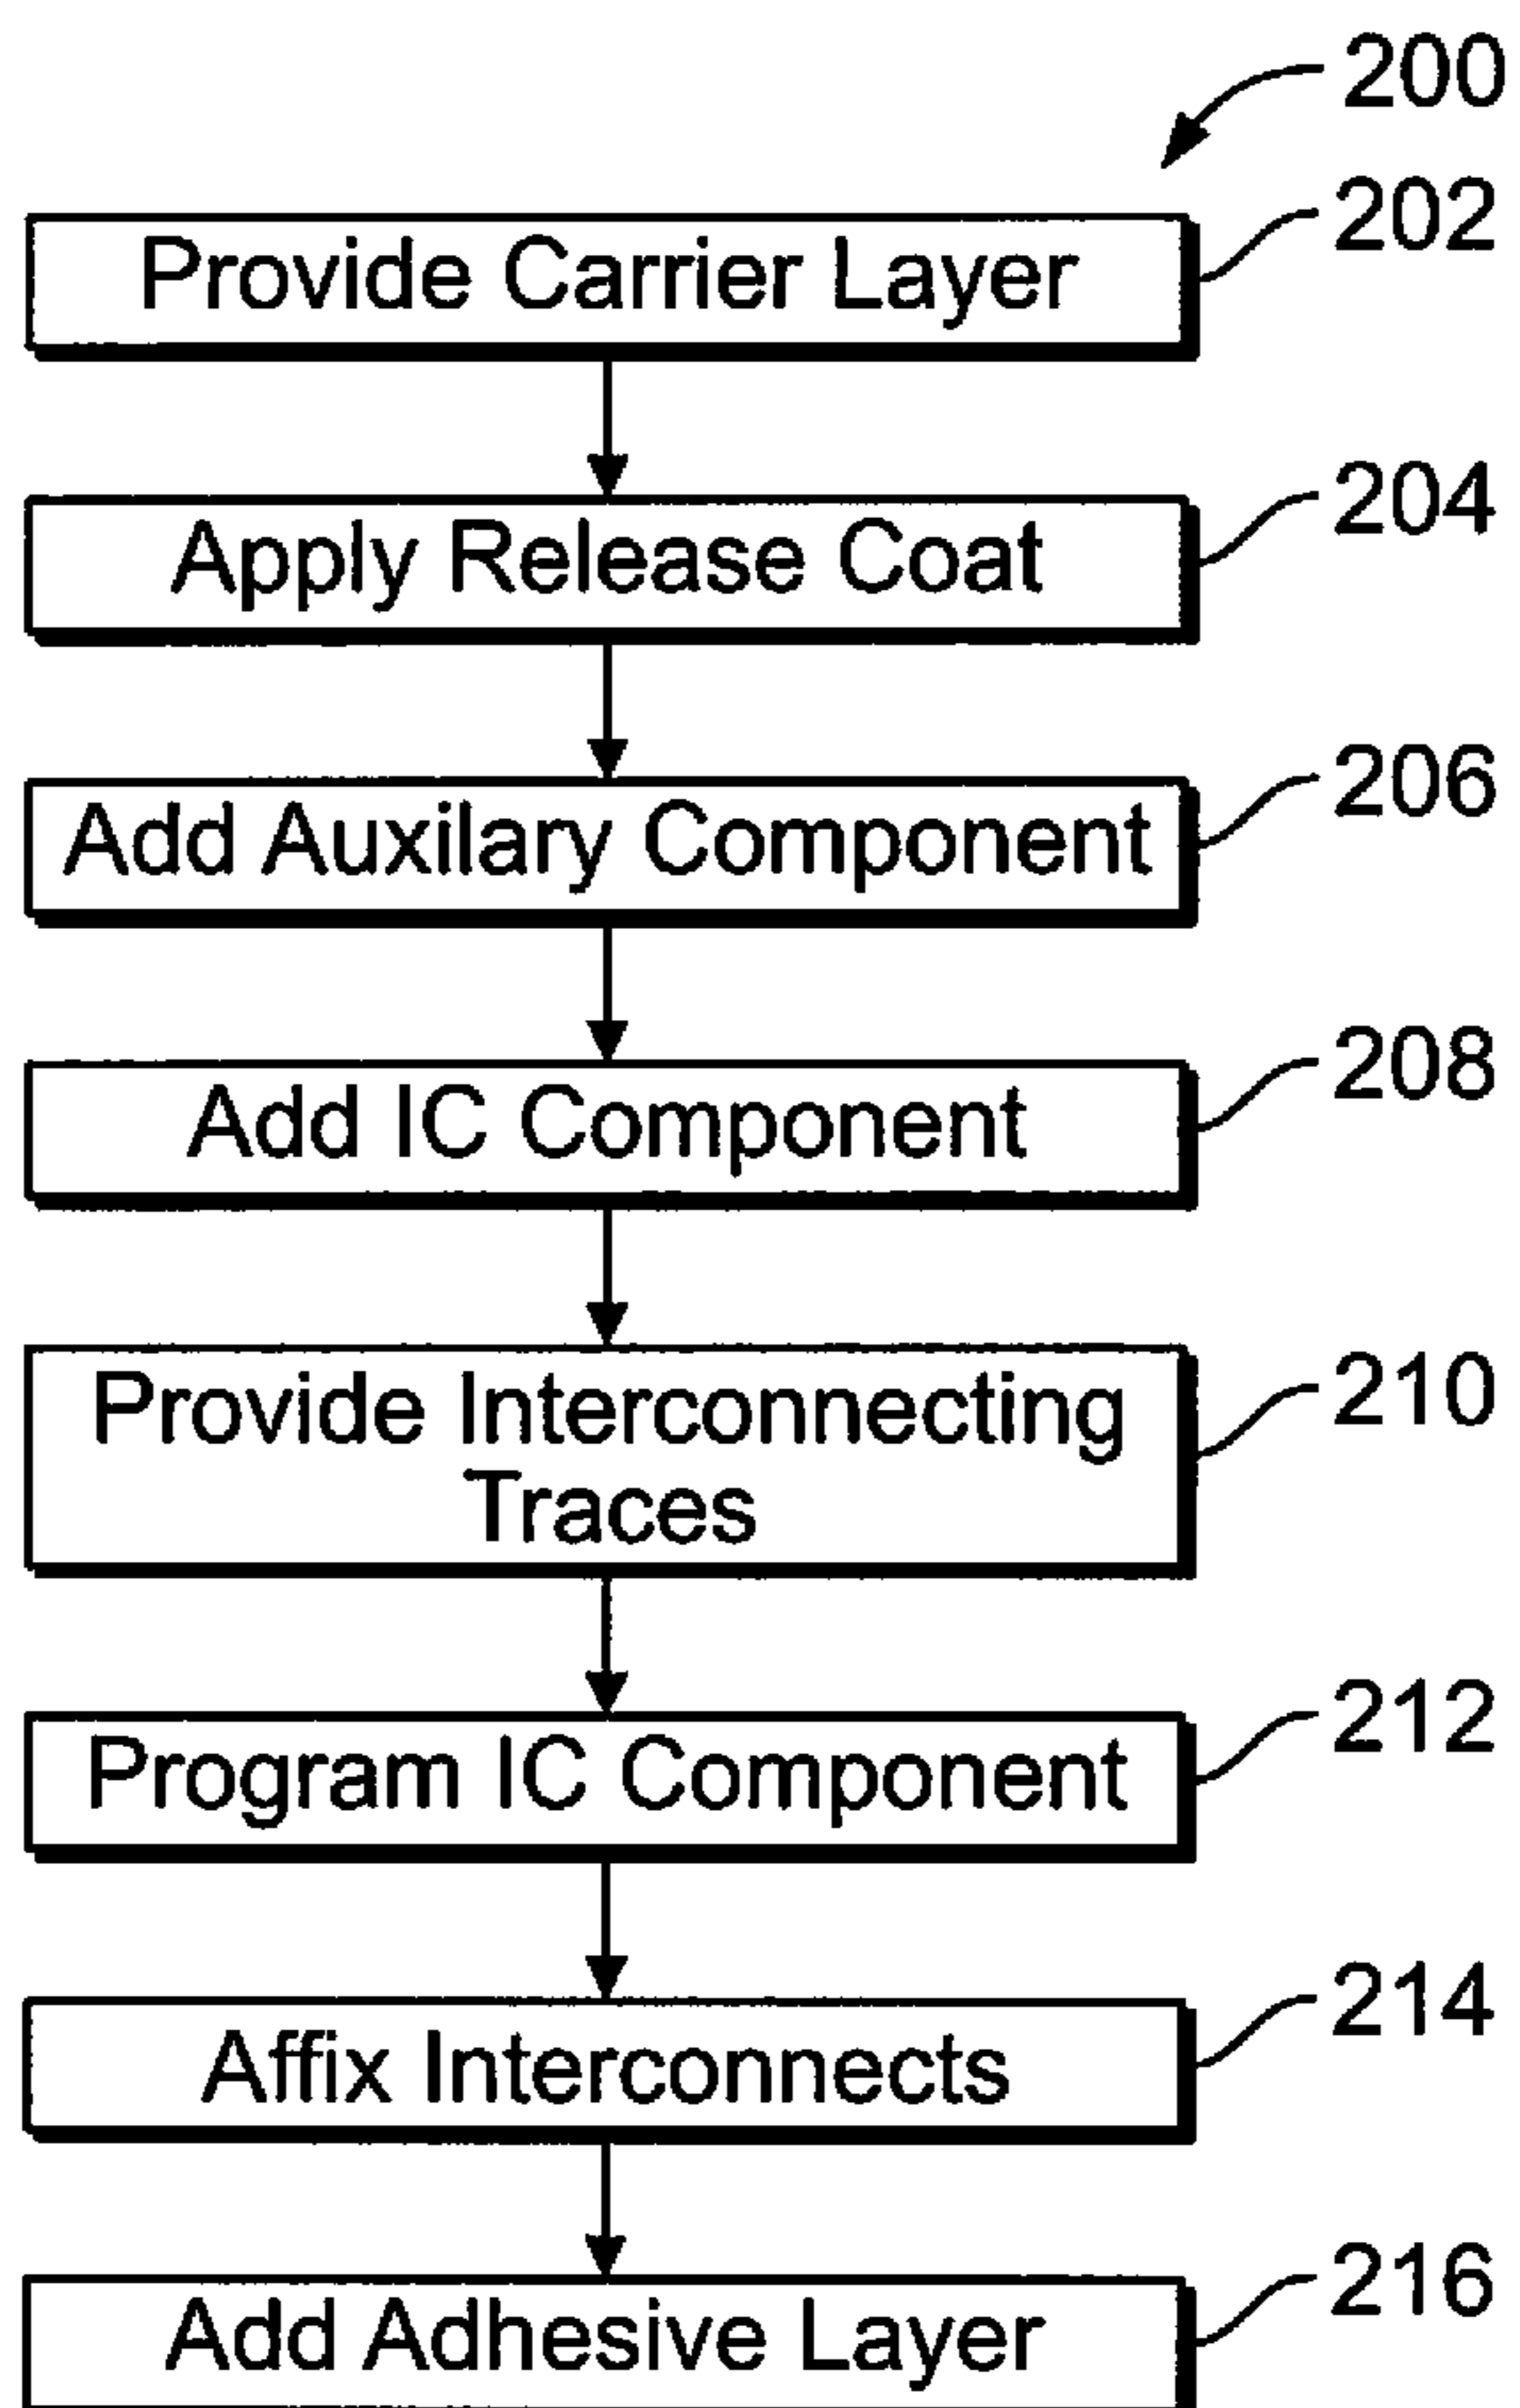 200
202
Provide Carrier Layer
204
Apply Release Coat
206
Add Auxilary Component
208
Add IC Component
210
Provide Interconnecting
Traces
212
Program IC Component
214
Affix Interconnects
216
Add Adhesive Layer